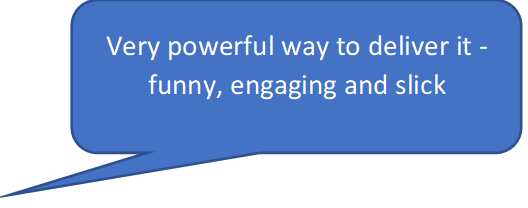 Very powerful way to deliver it -
funny, engaging and slick